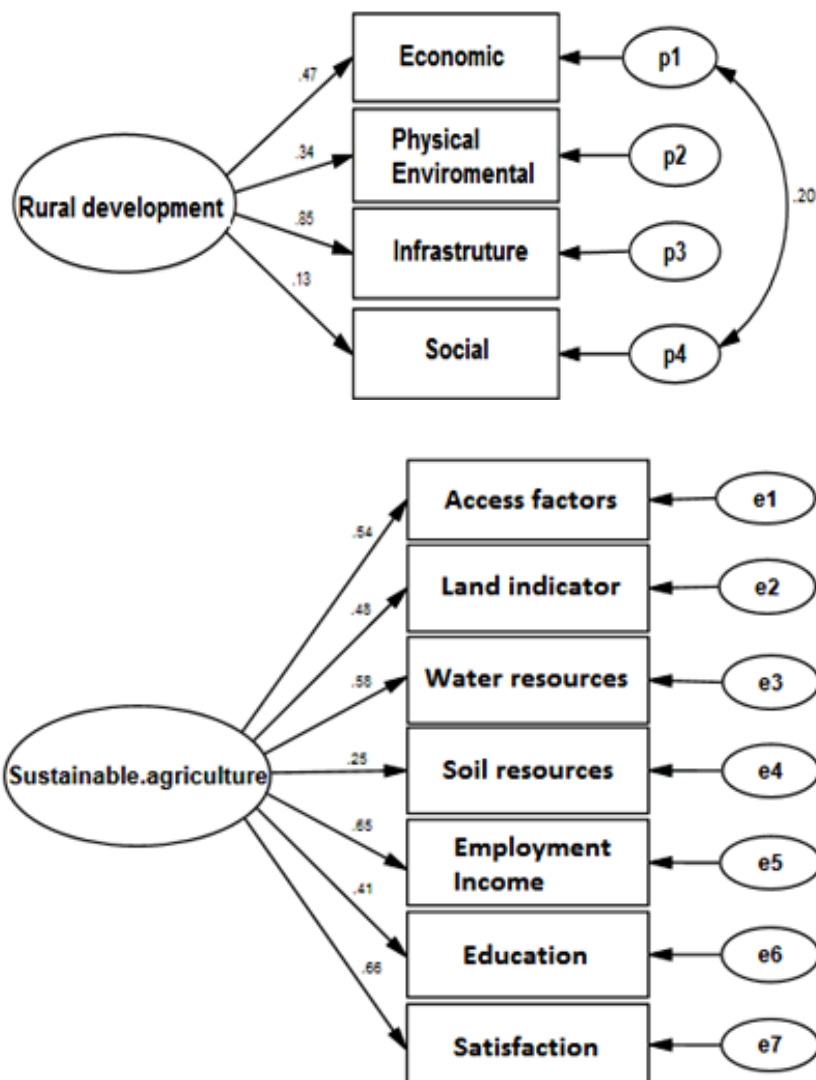 Economic
p1
.47
Physical
Enviromental
p2
.34
.20
Rural development
.85
Infrastruture
p3
.13
Social
p4
Access factors
e1
.54
Land indicator
e2
.48
Water resources
e3
.58
Soil resources
e4
.25
Sustainable.agriculture
Employment
Income
e5
.65
.41
Education
e6
.66
Satisfaction
e7